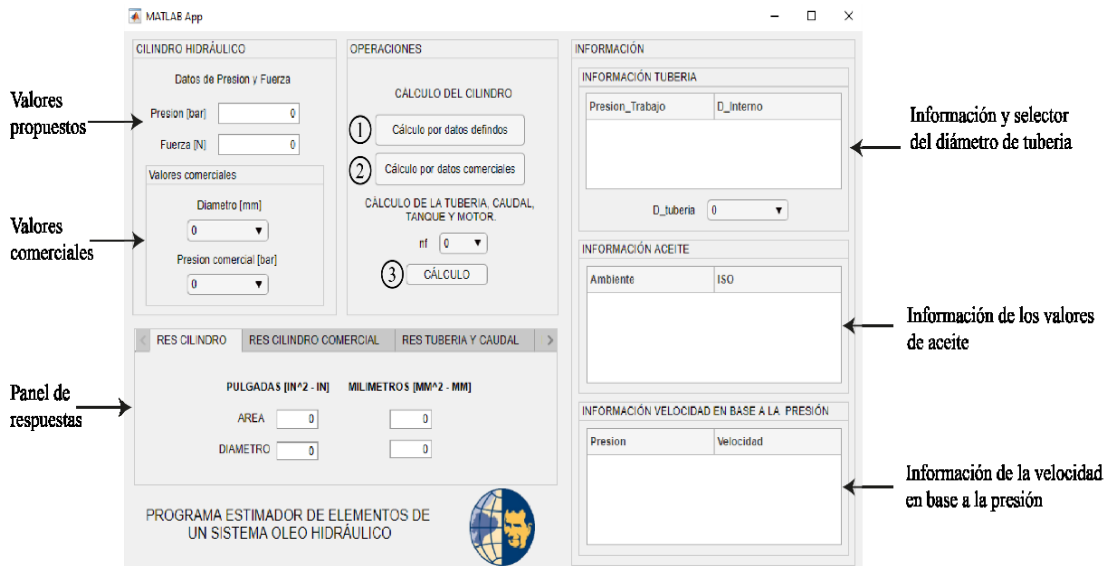 MATLAB App
CILINDRO HIDRÁULICO
Datos de Presion y Fuerza
Presion [bar]
0
Fuerza [N]
0
Valores comerciales
Diametro [mm]
0
Presion comercial [bar]
0
OPERACIONES
CÁLCULO DEL CILINDRO
1
Cálculo por datos defindos
2
Cálculo por datos comerciales
CÁLCULO DE LA TUBERIA, CAUDAL,
TANQUE Y MOTOR.
nf
0
3
CÁLCULO
INFORMACIÓN
INFORMACIÓN TUBERIA
Presion_Trabajo
D_Interno
D_tuberia
0
INFORMACIÓN ACEITE
Ambiente
ISO
INFORMACIÓN VELOCIDAD EN BASE A LA PRESIÓN
Presion
Velocidad
RES CILINDRO
RES CILINDRO COMERCIAL
RES TUBERIA Y CAUDAL
PULGADAS [IN^2 - IN]
MILIMETROS [MM^2 - MM]
AREA
0
0
DIAMETRO
0
0
PROGRAMA ESTIMADOR DE ELEMENTOS DE
UN SISTEMA OLEO HIDRÁULICO
Valores
propuestos
Valores
comerciales
Panel de
respuestas
Información y selector
del diámetro de tuberia
Información de los valores
de aceite
Información de la velocidad
en base a la presión